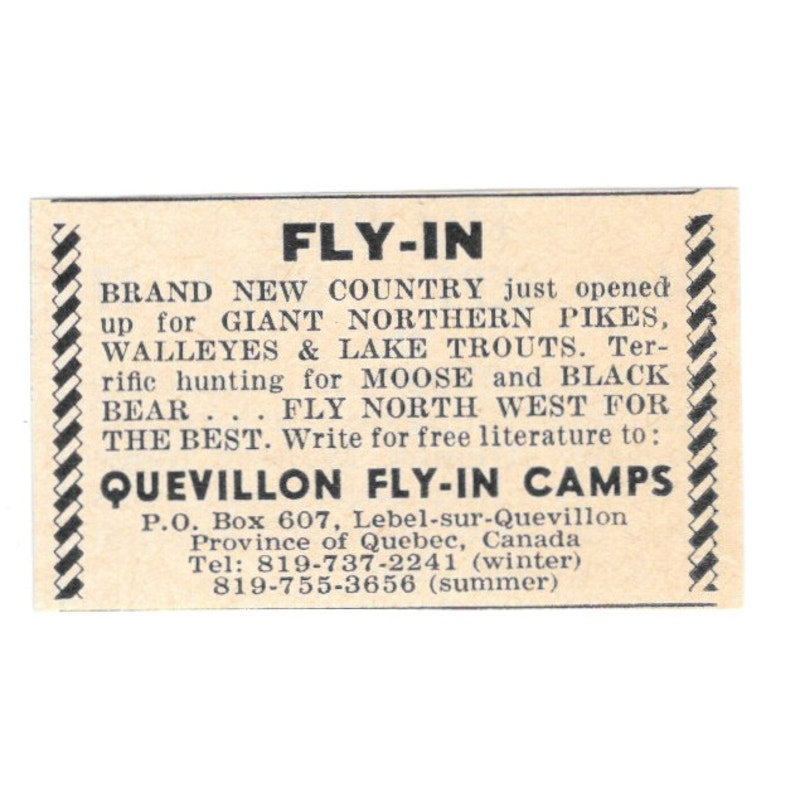 FLY-IN
BRAND NEW COUNTRY just opened
up for GIANT NORTHERN PIKES,
WALLEYES & LAKE TROUTS. Ter-
rific hunting for MOOSE and BLACK
BEAR . . . FLY NORTH WEST FOR
THE BEST. Write for free literature to:
QUEVILLON FLY-IN CAMPS
P.O. Box 607, Lebel-sur-Quevillon
Province of Quebec, Canada
Tel: 819-737-2241 (winter)
819-755-3656 (summer)